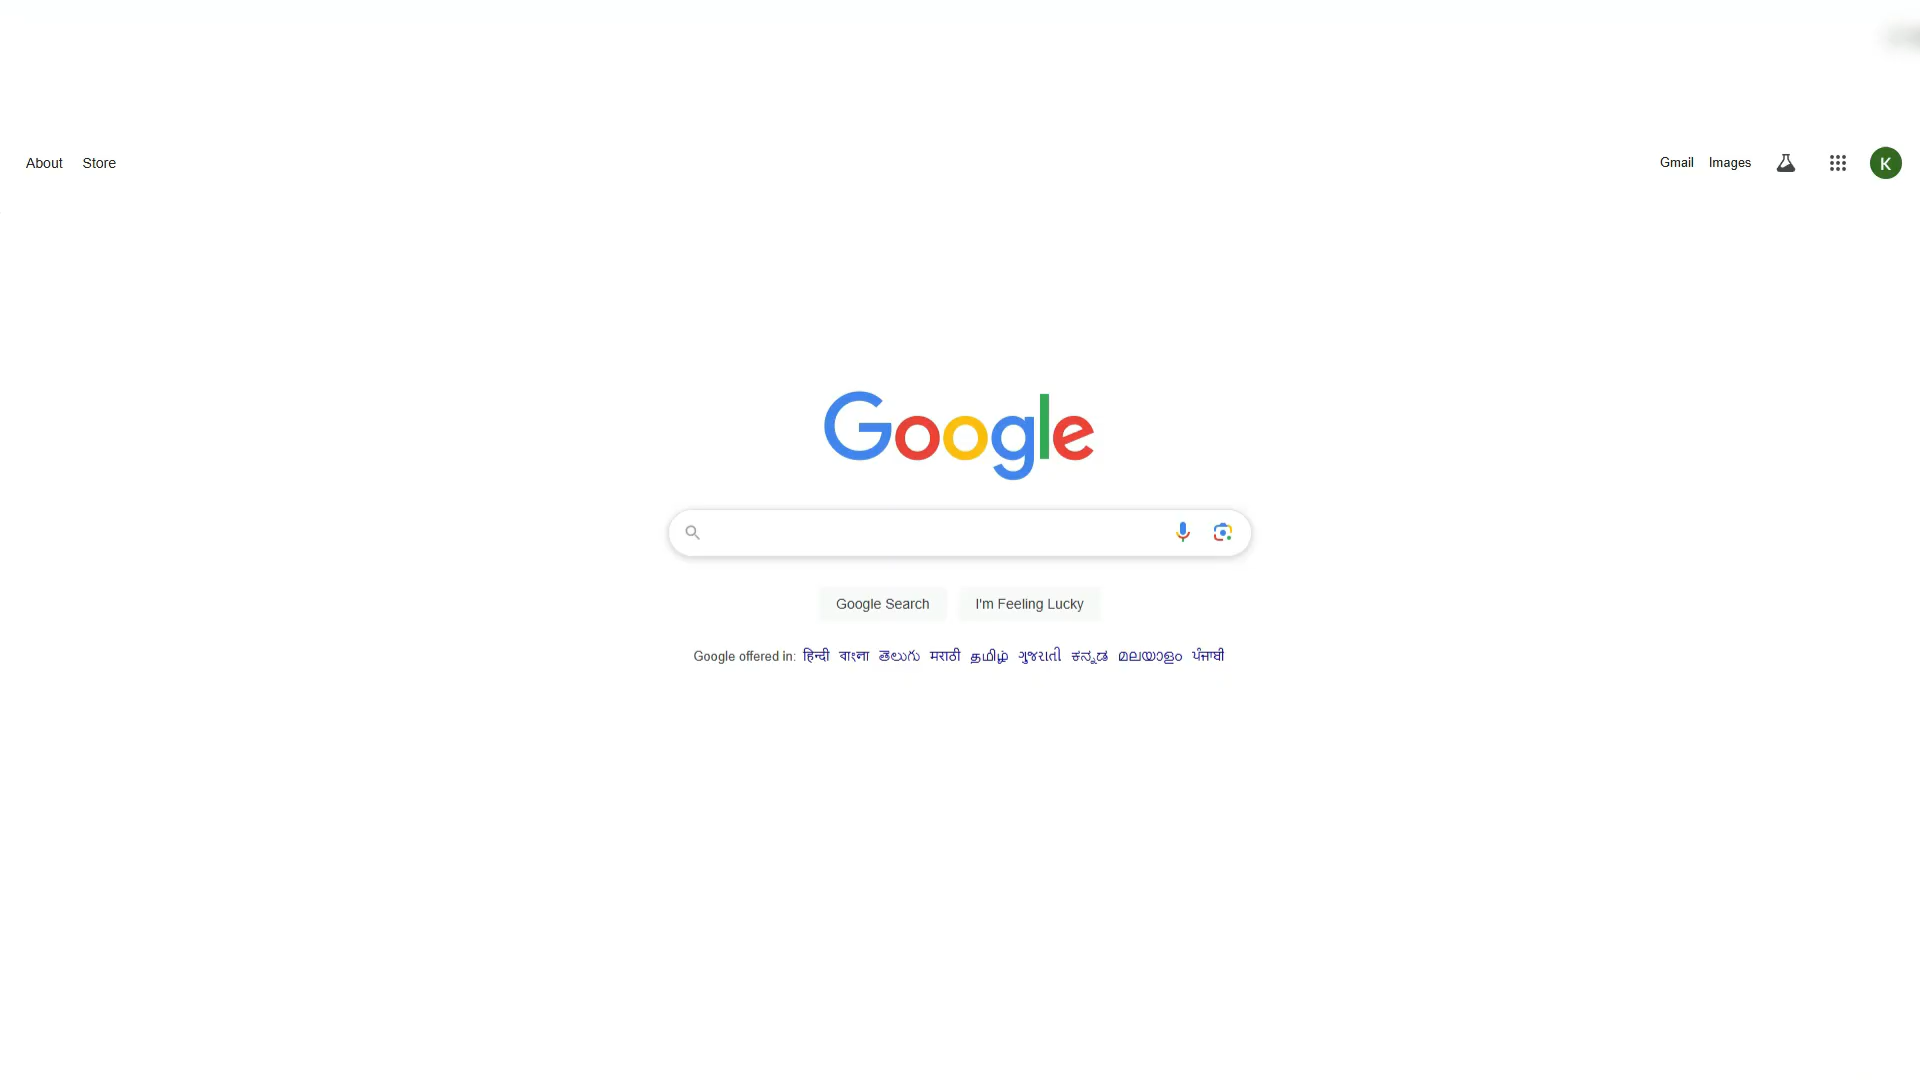 About Store Gmail Images K
Google
Google Search I'm Feeling Lucky
Google offered in: हिन्दी বাংলা తెలుగు मराठी தமிழ் ગુજરાતી ಕನ್ನಡ മലയാളം ਪੰਜਾਬੀ